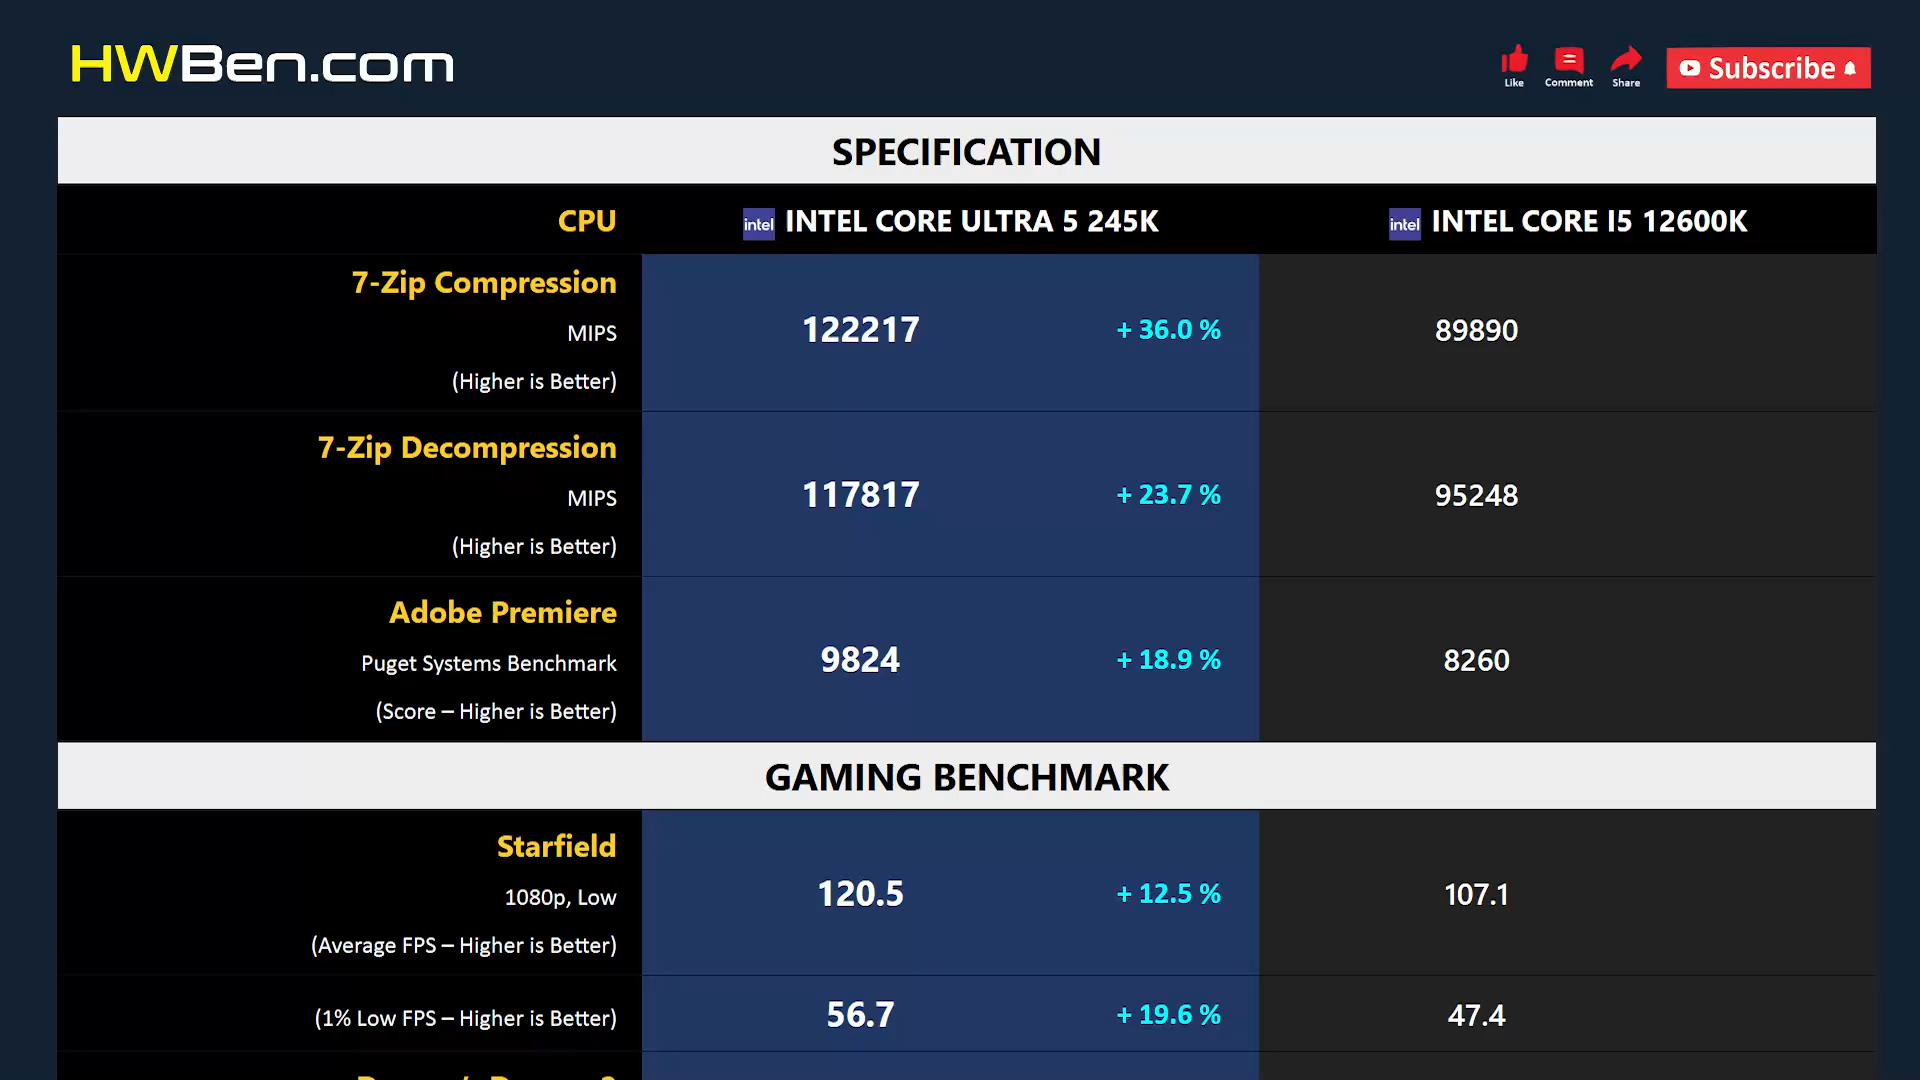 HWBen.com
Like
Comment
Share
Subscribe
SPECIFICATION
CPU
intel INTEL CORE ULTRA 5 245K
intel INTEL CORE I5 12600K
7-Zip Compression
MIPS
(Higher is Better)
122217
+ 36.0 %
89890
7-Zip Decompression
MIPS
(Higher is Better)
117817
+ 23.7 %
95248
Adobe Premiere
Puget Systems Benchmark
(Score – Higher is Better)
9824
+ 18.9 %
8260
GAMING BENCHMARK
Starfield
1080p, Low
(Average FPS – Higher is Better)
120.5
+ 12.5 %
107.1
(1% Low FPS – Higher is Better)
56.7
+ 19.6 %
47.4